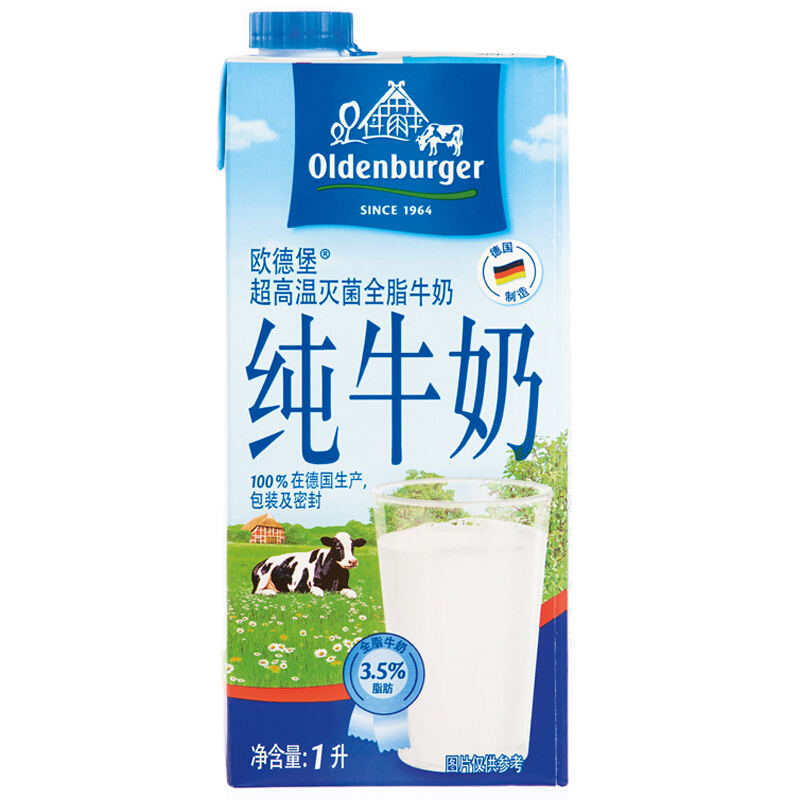 Oldenburger
SINCE 1964
德国
制造
欧德堡®
超高温灭菌全脂牛奶
纯牛奶
100%在德国生产,
包装及密封
全脂牛奶
3.5%
脂肪
净含量:1升
图片仅供参考